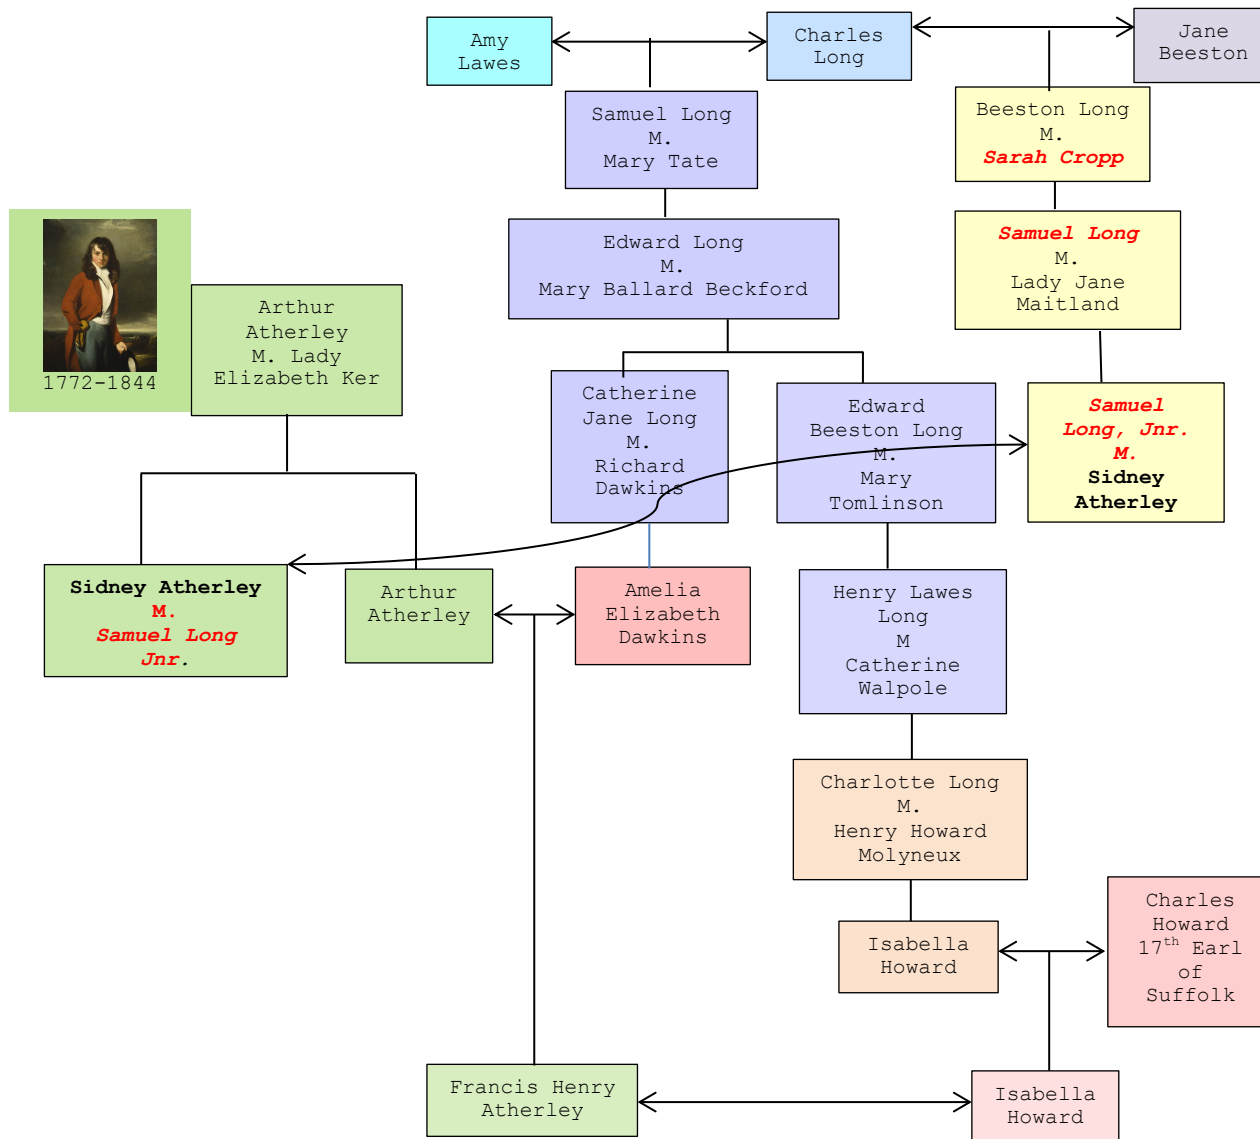 Amy
Lawes
Charles
Long
Jane
Beeston
Samuel Long
M.
Mary Tate
Beeston Long
M.
Sarah Cropp
Edward Long
M.
Mary Ballard Beckford
Samuel Long
M.
Lady Jane
Maitland
1772-1844
Arthur
Atherley
M. Lady
Elizabeth Ker
Catherine
Jane Long
M.
Richard
Dawkins
Edward
Beeston Long
M.
Mary
Tomlinson
Samuel
Long, Jnr.
M.
Sidney
Atherley
Sidney Atherley
M.
Samuel Long
Jnr.
Arthur
Atherley
Amelia
Elizabeth
Dawkins
Henry Lawes
Long
M
Catherine
Walpole
Charlotte Long
M.
Henry Howard
Molyneux
Isabella
Howard
Charles
Howard
17th Earl
of
Suffolk
Francis Henry
Atherley
Isabella
Howard